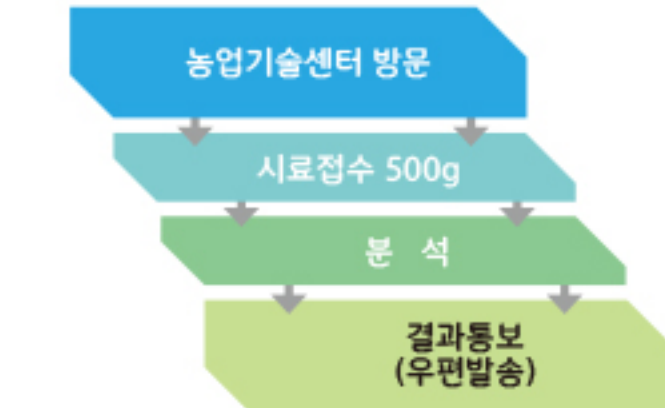 농업기술센터 방문
시료접수 500g
분 석
결과통보
(우편발송)